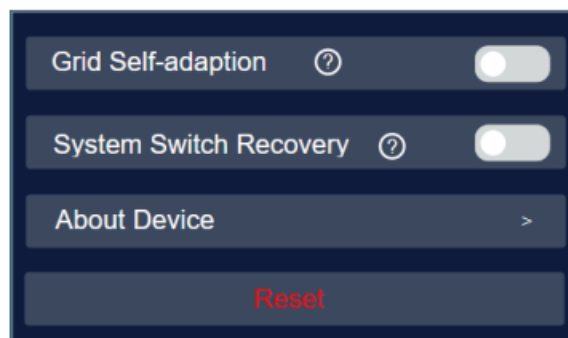 Grid Self-adaption ?
System Switch Recovery ?
About Device >
Reset